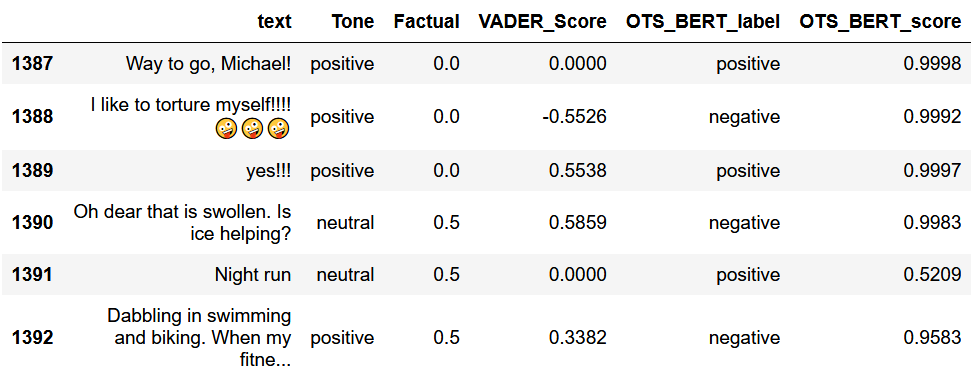 text Tone Factual VADER_Score OTS_BERT_label OTS_BERT_score
1387 Way to go, Michael! positive 0.0 0.0000 positive 0.9998
I like to torture myself!!!!
1388 🤪🤪🤪 positive 0.0 -0.5526 negative 0.9992
1389 yes!!! positive 0.0 0.5538 positive 0.9997
Oh dear that is swollen. Is
1390 ice helping? neutral 0.5 0.5859 negative 0.9983
1391 Night run neutral 0.5 0.0000 positive 0.5209
Dabbling in swimming
1392 and biking. When my positive 0.5 0.3382 negative 0.9583
fitne...